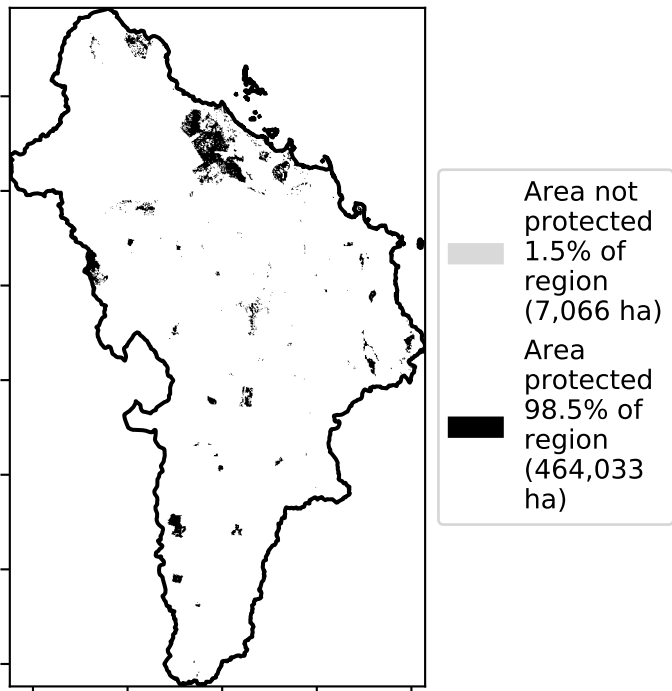 Area not
protected
1.5% of
region
(7,066 ha)
Area
protected
98.5% of
region
(464,033
ha)